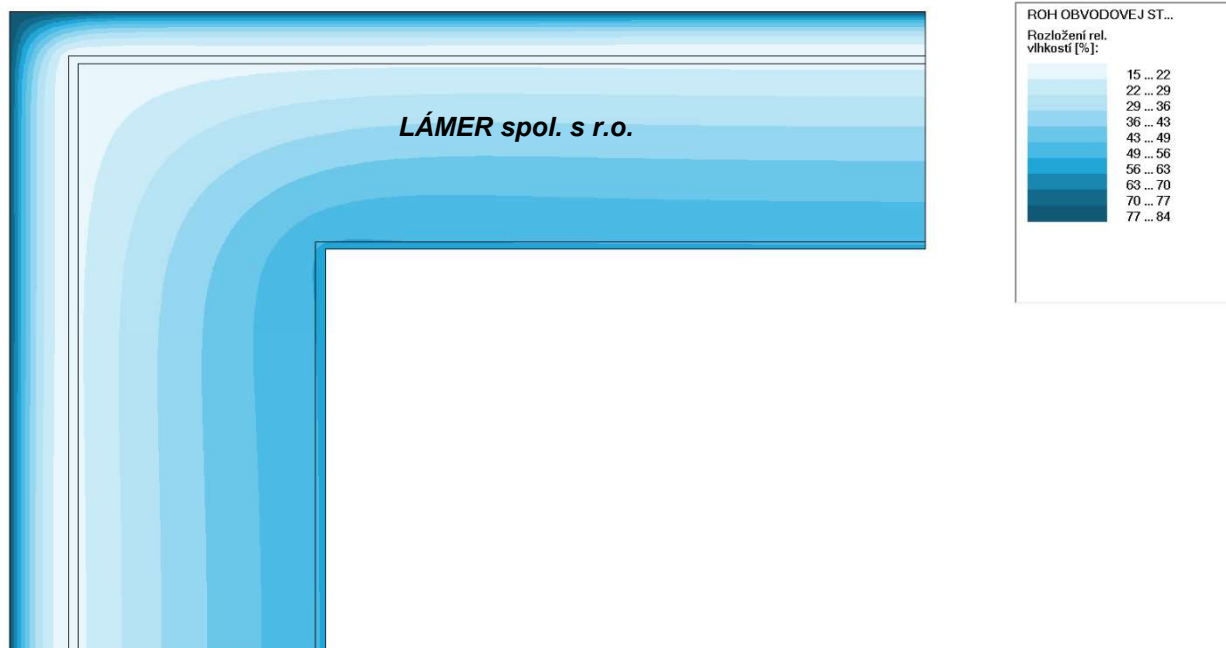 ROH OBVODOVEJ ST...
Rozložení rel.
vlhkostí [%]:
15 ... 22
22 ... 29
29 ... 36
36 ... 43
43 ... 49
49 ... 56
56 ... 63
63 ... 70
70 ... 77
77 ... 84
LÁMER spol. s r.o.